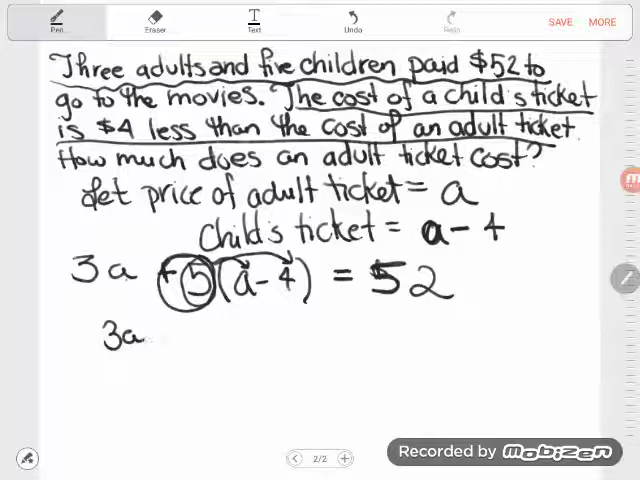 Pen
Eraser
Text
Undo
Redo
SAVE
MORE
Three adults and five children paid $52 to
go to the movies. The cost of a child's ticket
is $4 less than the cost of an adult ticket.
How much does an adult ticket cost?
Let price of adult ticket = a
Child's ticket = a - 4
3a + 5(a - 4) = 52
3a
2/2
Recorded by Mobizen